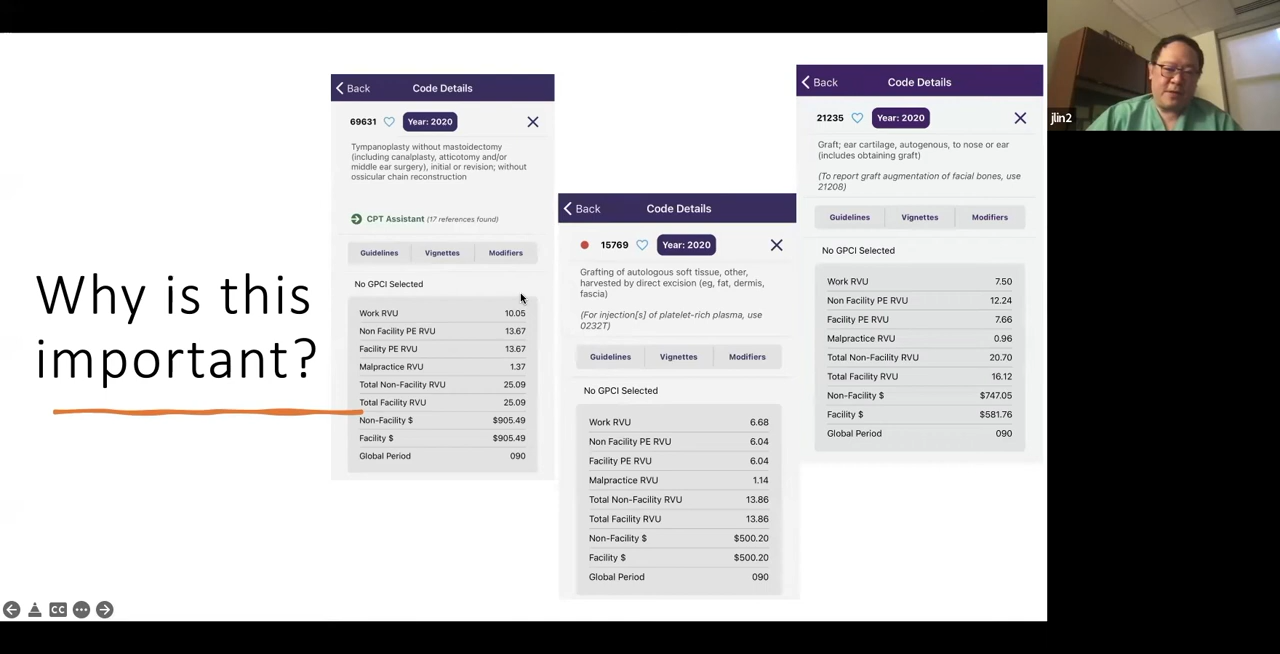 Why is this
important?
Back
Code Details
69631
Year: 2020
Tympanoplasty without mastoidectomy
(including canalplasty, atticotomy and/or
middle ear surgery), initial or revision; without
ossicular chain reconstruction
CPT Assistant (17 references found)
Guidelines Vignettes Modifiers
No GPCI Selected
Work RVU 10.05
Non Facility PE RVU 13.67
Facility PE RVU 13.67
Malpractice RVU 1.37
Total Non-Facility RVU 25.09
Total Facility RVU 25.09
Non-Facility $ $905.49
Facility $ $905.49
Global Period 090
Back
Code Details
15769
Year: 2020
Grafting of autologous soft tissue, other,
harvested by direct excision (eg, fat, dermis,
fascia)
(For injection[s] of platelet-rich plasma, use
0232T)
Guidelines Vignettes Modifiers
No GPCI Selected
Work RVU 6.68
Non Facility PE RVU 6.04
Facility PE RVU 6.04
Malpractice RVU 1.14
Total Non-Facility RVU 13.86
Total Facility RVU 13.86
Non-Facility $ $500.20
Facility $ $500.20
Global Period 090
Back
Code Details
21235
Year: 2020
Graft; ear cartilage, autogenous, to nose or ear
(includes obtaining graft)
(To report graft augmentation of facial bones, use
21208)
Guidelines Vignettes Modifiers
No GPCI Selected
Work RVU 7.50
Non Facility PE RVU 12.24
Facility PE RVU 7.66
Malpractice RVU 0.96
Total Non-Facility RVU 20.70
Total Facility RVU 16.12
Non-Facility $ $747.05
Facility $ $581.76
Global Period 090
jlin2
CC